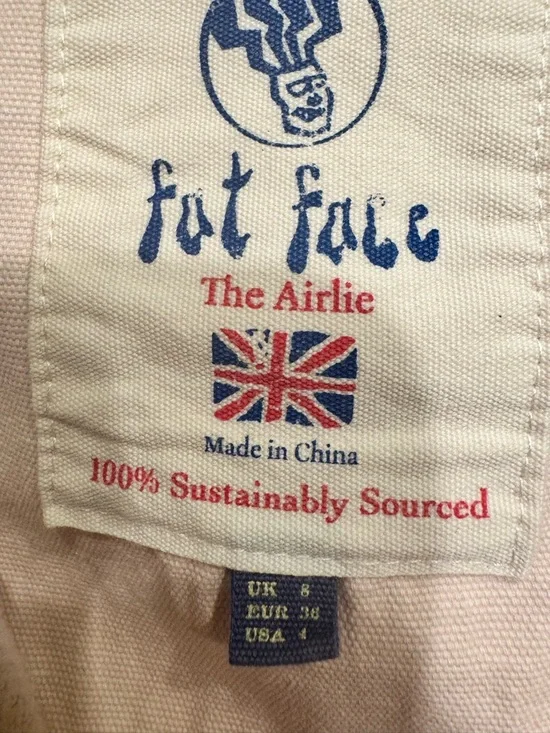 fat face
The Airlie
Made in China
100% Sustainably Sourced
UK 8
EUR 36
USA 4